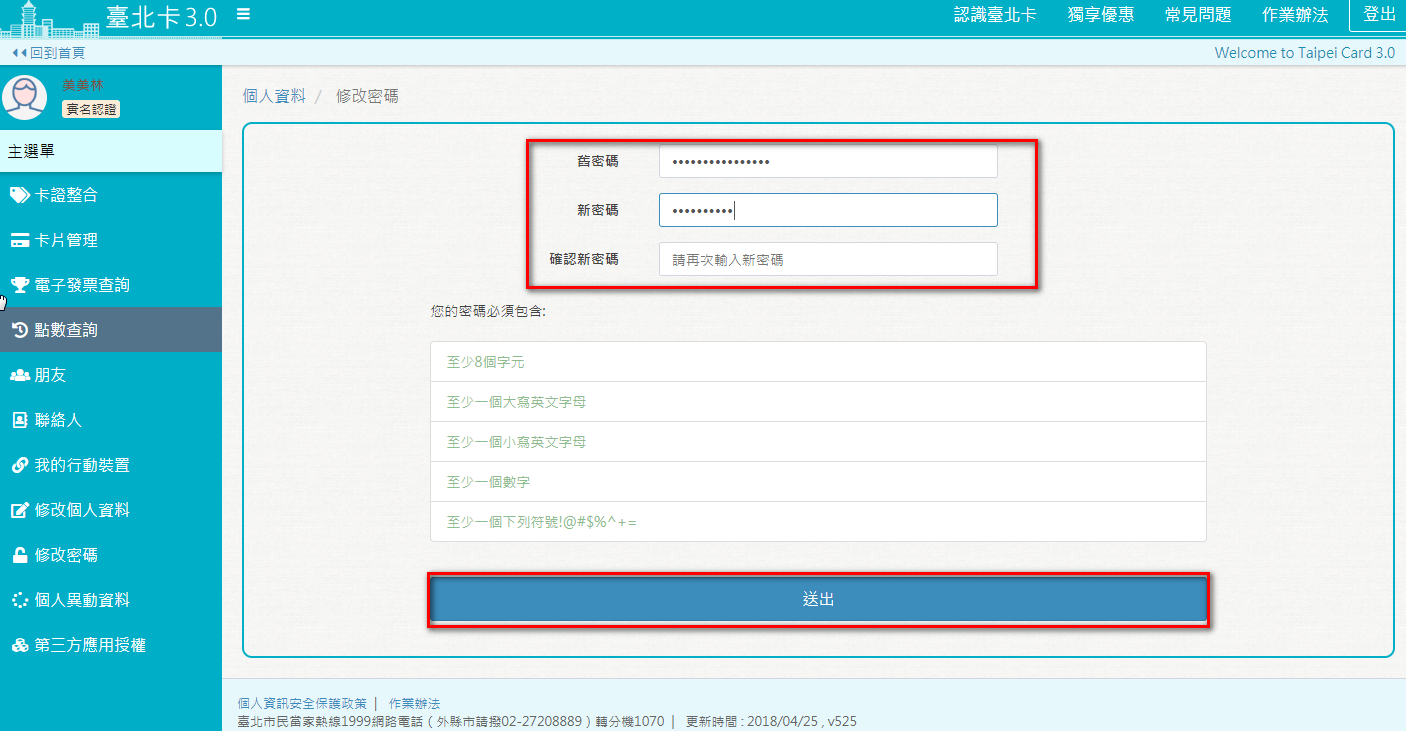 臺北卡 3.0 認識臺北卡 獨享優惠 常見問題 作業辦法 登出
回到首頁 Welcome to Taipei Card 3.0
美美林
實名認證
主選單
卡證整合
卡片管理
電子發票查詢
點數查詢
朋友
聯絡人
我的行動裝置
修改個人資料
修改密碼
個人異動資料
第三方應用授權
個人資料 / 修改密碼
舊密碼 ••••••••••••••••
新密碼 ••••••••••
確認新密碼 請再次輸入新密碼
您的密碼必須包含:
至少8個字元
至少一個大寫英文字母
至少一個小寫英文字母
至少一個數字
至少一個下列符號!@#$%^+=
送出
個人資訊安全保護政策 | 作業辦法
臺北市民當家熱線1999網路電話 ( 外縣市請撥02-27208889 ) 轉分機1070 | 更新時間 : 2018/04/25 , v525